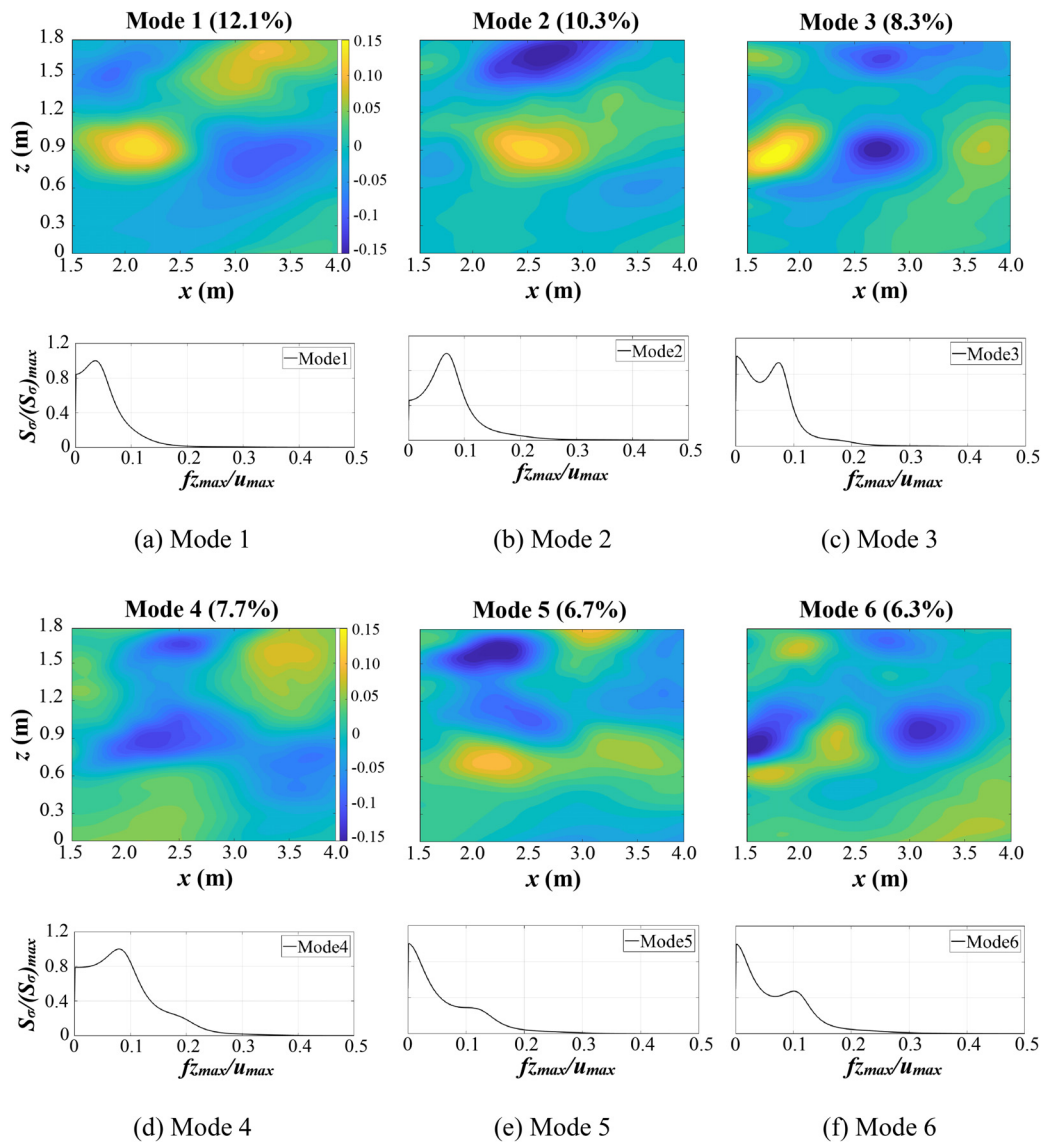 Mode 1 (12.1%)
Mode 2 (10.3%)
Mode 3 (8.3%)
1.8
1.5
1.2
0.9
0.6
0.3
0
z (m)
0.15
0.10
0.05
0
-0.05
-0.1
-0.15
1.5 2.0 2.5 3.0 3.5 4.0
1.5 2.0 2.5 3.0 3.5 4.0
1.5 2.0 2.5 3.0 3.5 4.0
x (m)
x (m)
x (m)
1.2
0.8
0.4
0
Sσ/(Sσ)max
Mode1
Mode2
Mode3
0 0.1 0.2 0.3 0.4 0.5
0 0.1 0.2 0.3 0.4 0.5
0 0.1 0.2 0.3 0.4 0.5
fzmax/umax
fzmax/umax
fzmax/umax
(a) Mode 1
(b) Mode 2
(c) Mode 3
Mode 4 (7.7%)
Mode 5 (6.7%)
Mode 6 (6.3%)
1.8
1.5
1.2
0.9
0.6
0.3
0
z (m)
0.15
0.10
0.05
0
-0.05
-0.1
-0.15
1.5 2.0 2.5 3.0 3.5 4.0
1.5 2.0 2.5 3.0 3.5 4.0
1.5 2.0 2.5 3.0 3.5 4.0
x (m)
x (m)
x (m)
1.2
0.8
0.4
0
Sσ/(Sσ)max
Mode4
Mode5
Mode6
0 0.1 0.2 0.3 0.4 0.5
0 0.1 0.2 0.3 0.4 0.5
0 0.1 0.2 0.3 0.4 0.5
fzmax/umax
fzmax/umax
fzmax/umax
(d) Mode 4
(e) Mode 5
(f) Mode 6